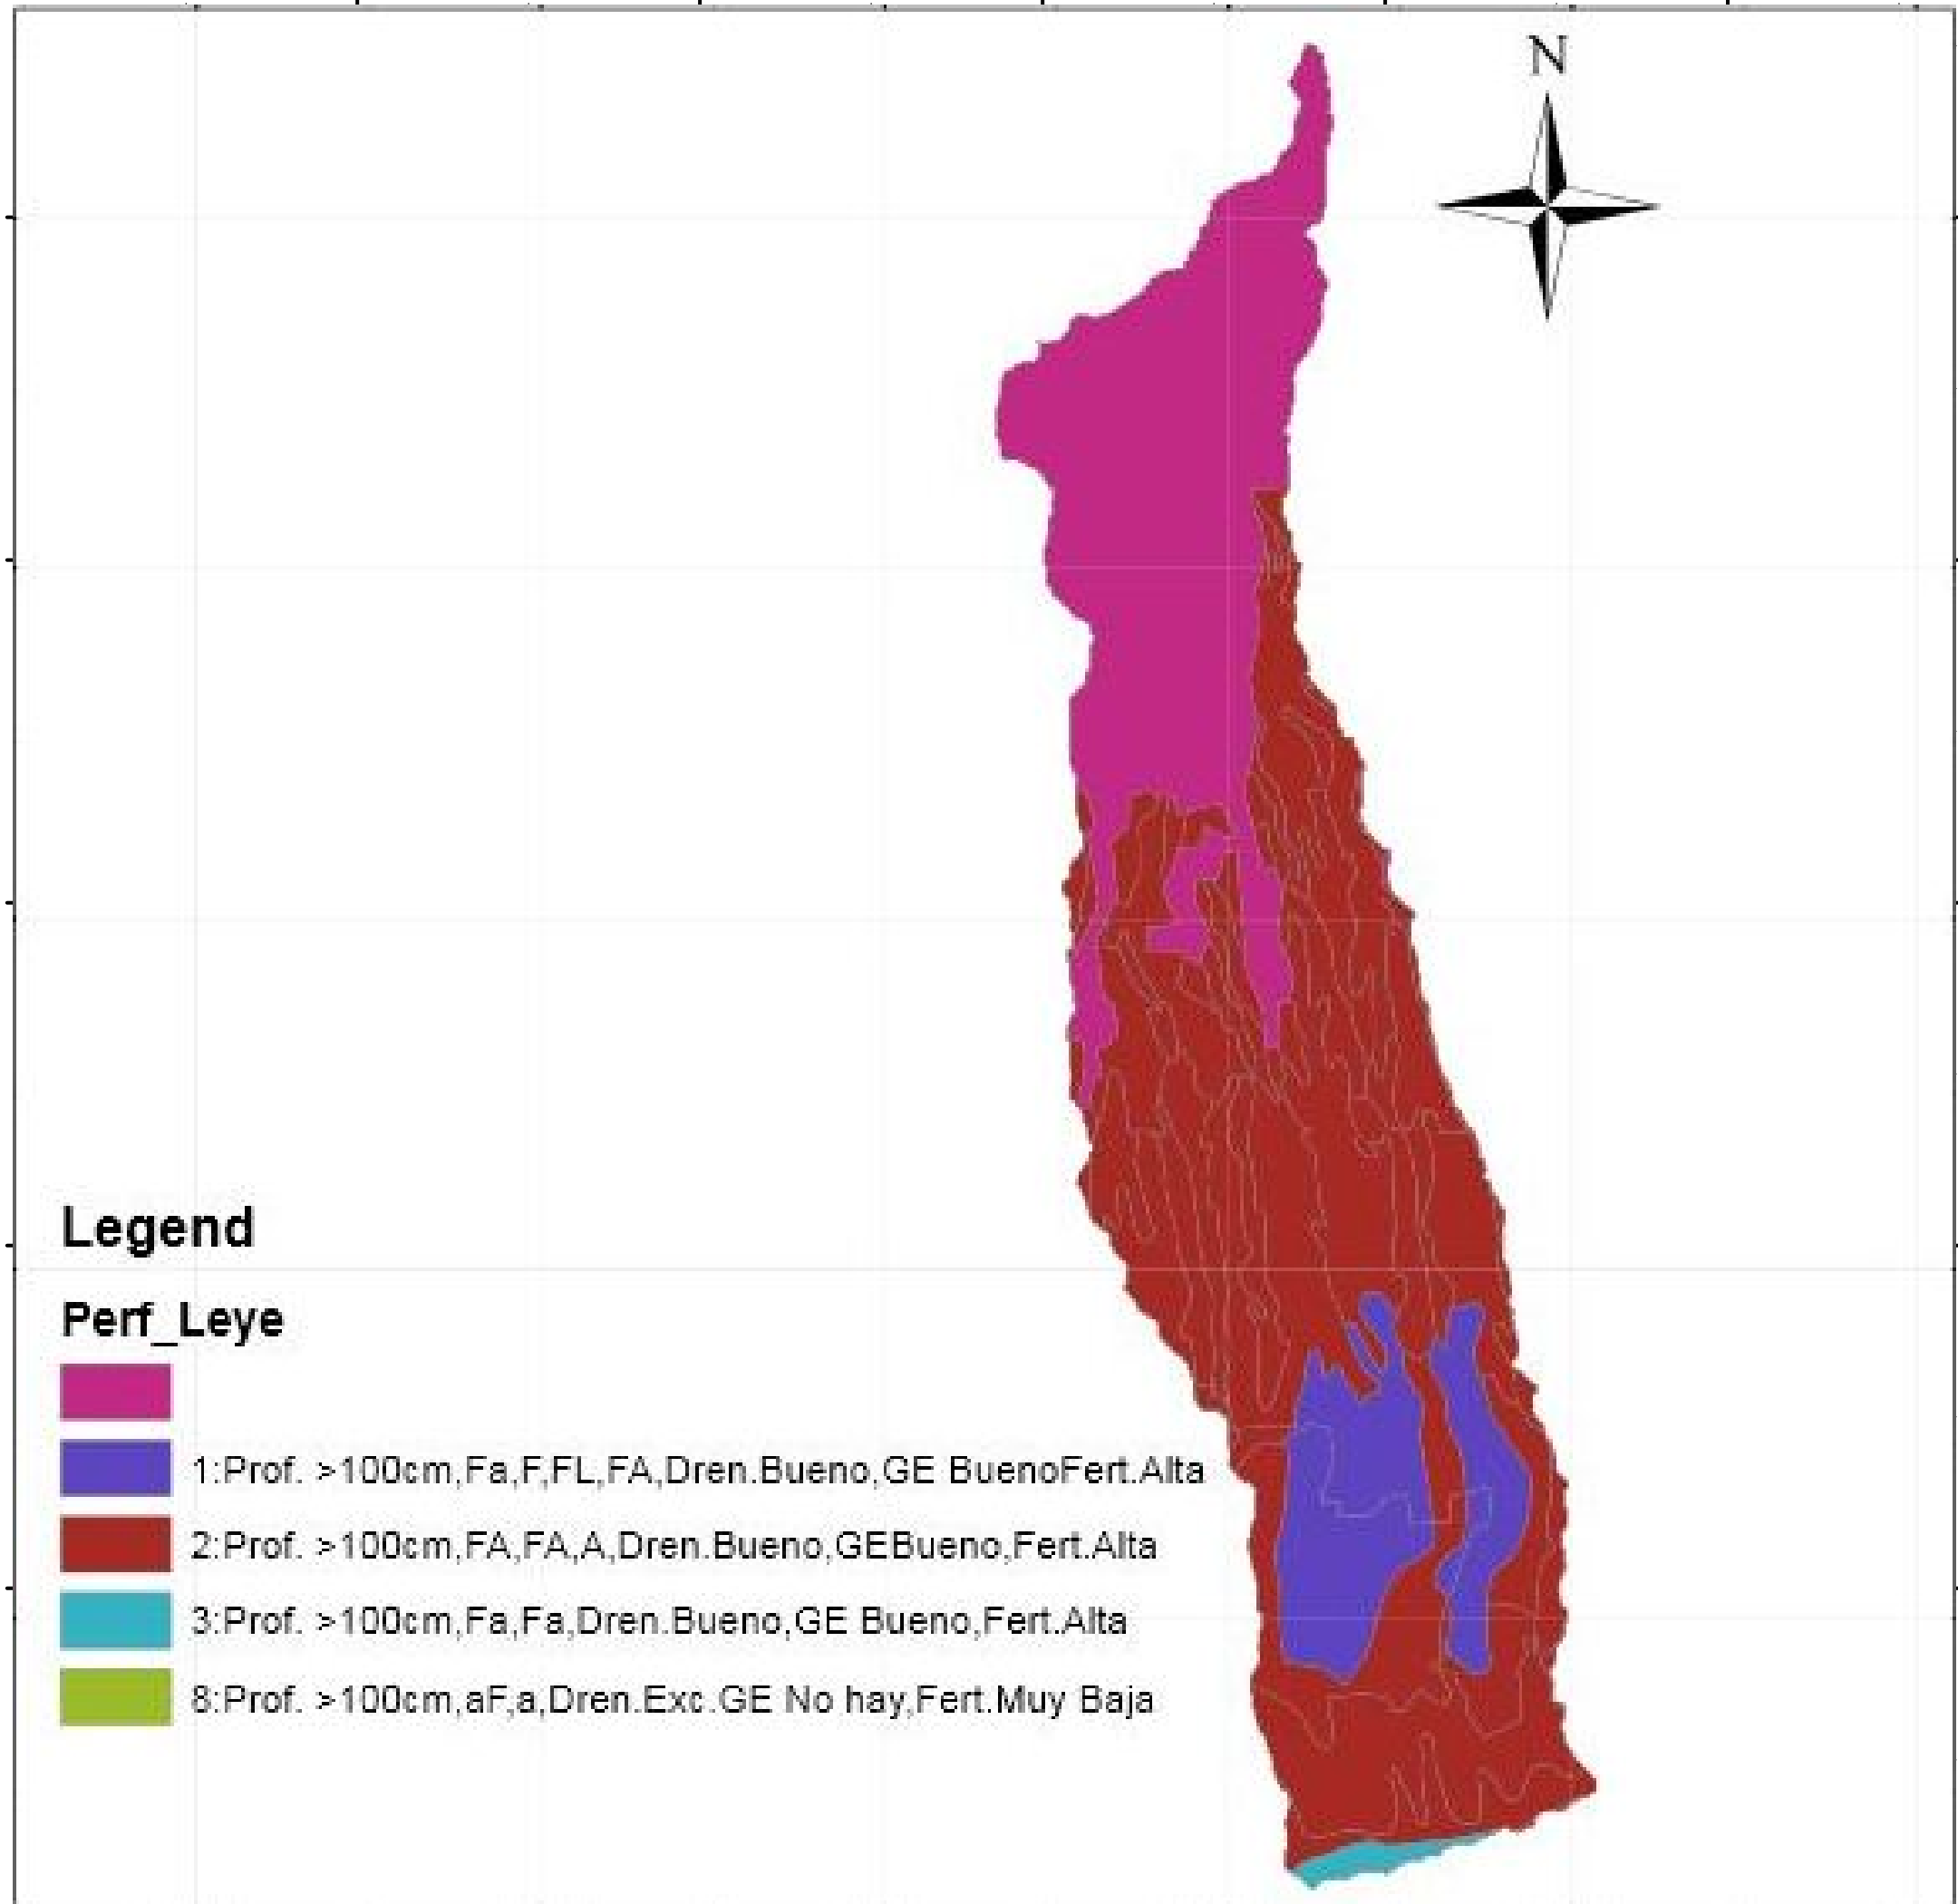 N
Legend
Perf_Leye
1:Prof. >100cm,Fa,F,FL,FA,Dren.Bueno,GE BuenoFert.Alta
2:Prof. >100cm,FA,FA,A,Dren.Bueno,GEBueno,Fert.Alta
3:Prof. >100cm,Fa,Fa,Dren.Bueno,GE Bueno,Fert.Alta
8:Prof. >100cm,aF,a,Dren.Exc.GE No hay,Fert.Muy Baja